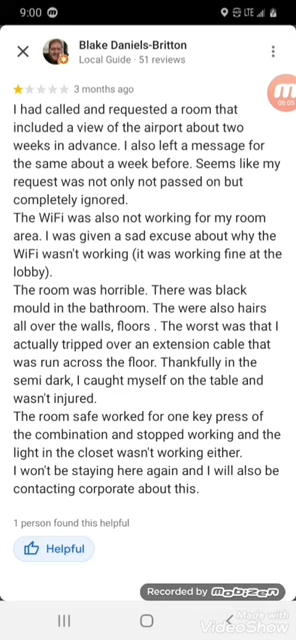 9:00
LTE
Blake Daniels-Britton
Local Guide · 51 reviews
3 months ago
06:05
I had called and requested a room that
included a view of the airport about two
weeks in advance. I also left a message for
the same about a week before. Seems like my
request was not only not passed on but
completely ignored.
The WiFi was also not working for my room
area. I was given a sad excuse about why the
WiFi wasn't working (it was working fine at the
lobby).
The room was horrible. There was black
mould in the bathroom. The were also hairs
all over the walls, floors . The worst was that I
actually tripped over an extension cable that
was run across the floor. Thankfully in the
semi dark, I caught myself on the table and
wasn't injured.
The room safe worked for one key press of
the combination and stopped working and the
light in the closet wasn't working either.
I won't be staying here again and I will also be
contacting corporate about this.
1 person found this helpful
Helpful
Recorded by mobizen
Made with
VideoShow